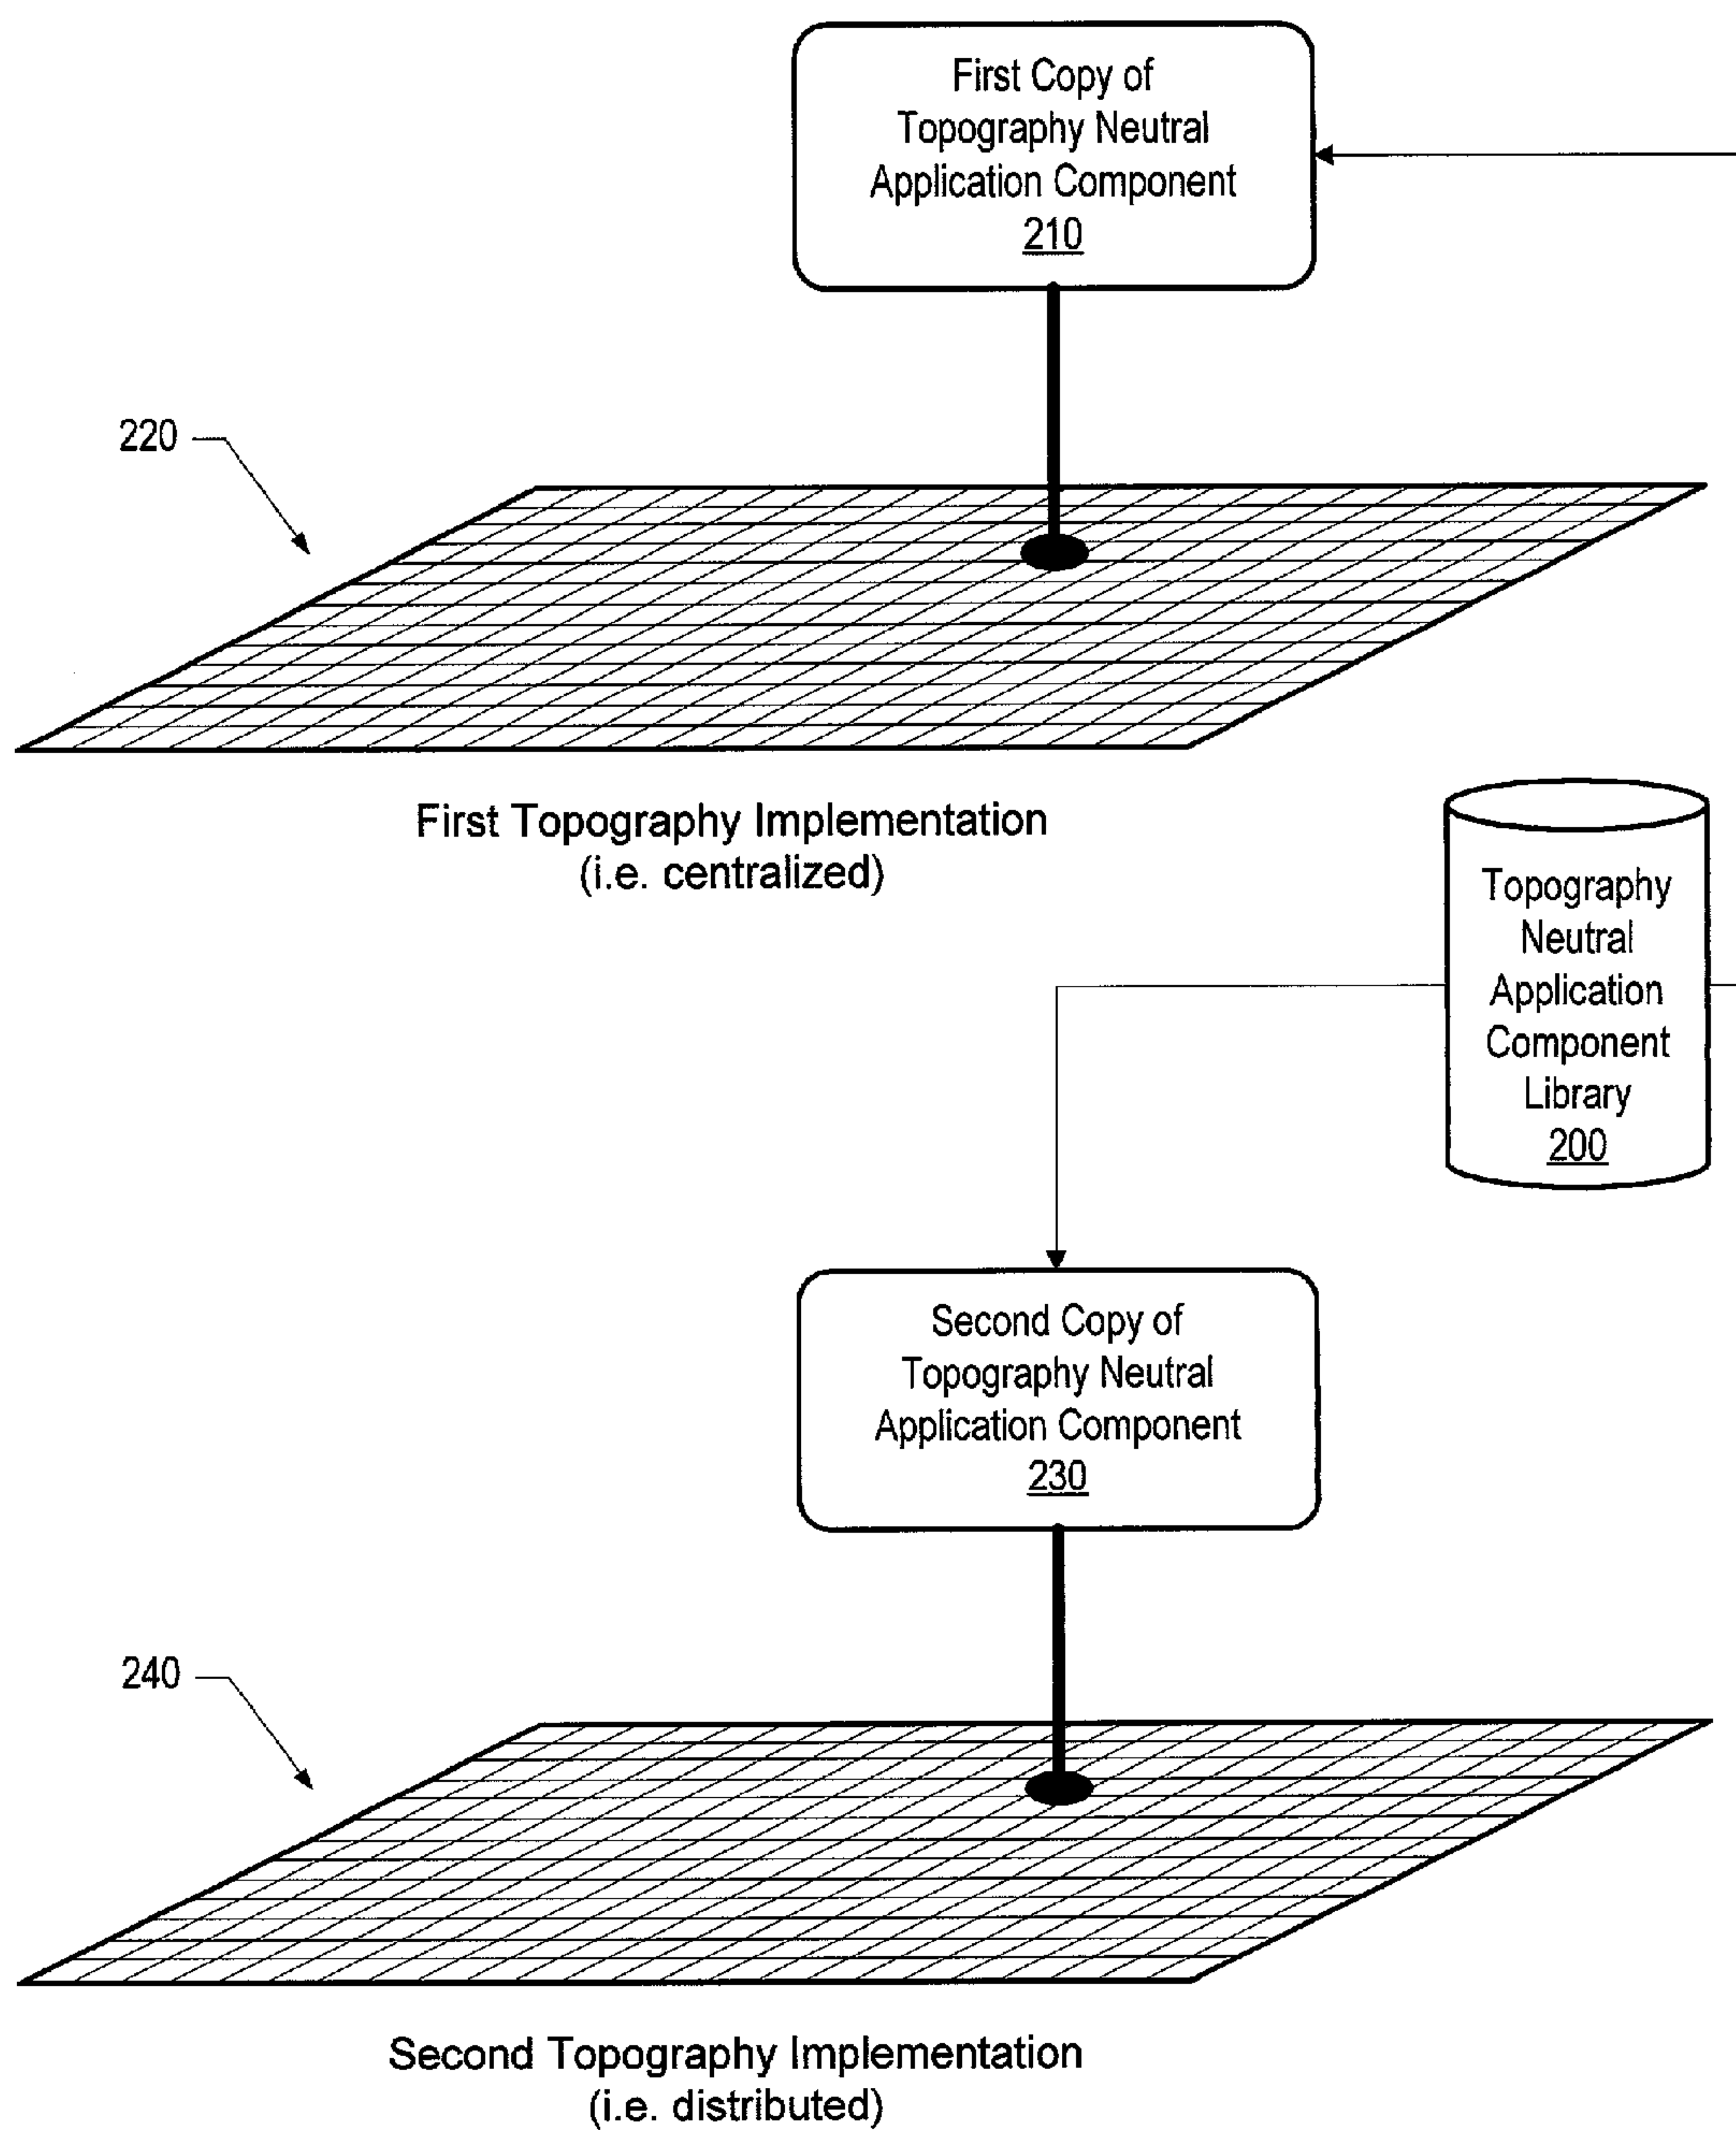 First Copy of
Topography Neutral
Application Component
210
220
First Topography Implementation
(i.e. centralized)
Topography
Neutral
Application
Component
Library
200
Second Copy of
Topography Neutral
Application Component
230
240
Second Topography Implementation
(i.e. distributed)